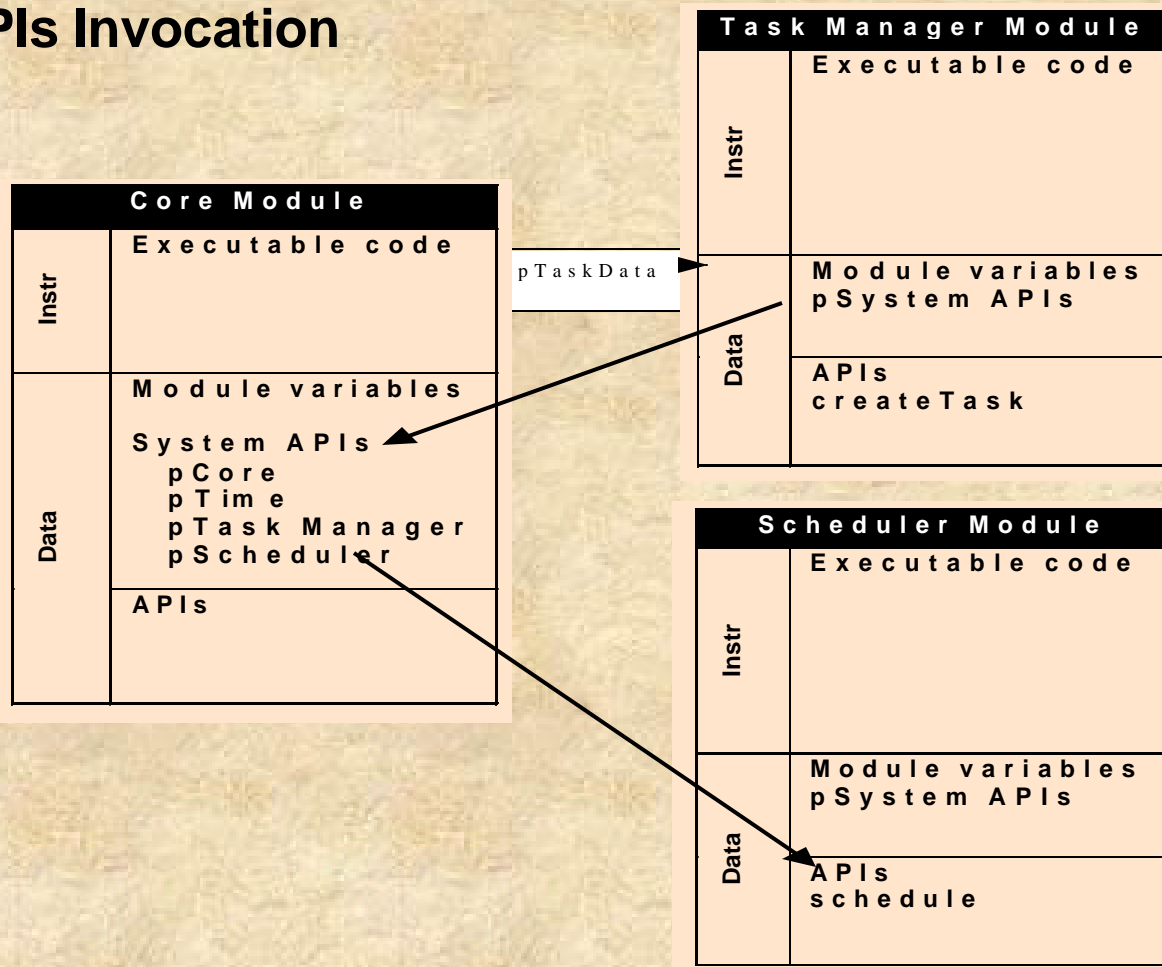 PIs Invocation
Core Module
Instr
Executable code
Data
Module variables
System APIs
pCore
pTime
pTask Manager
pScheduler
APIs
pTaskData
Task Manager Module
Instr
Executable code
Data
Module variables
pSystem APIs
APIs
createTask
Scheduler Module
Instr
Executable code
Data
Module variables
pSystem APIs
APIs
schedule